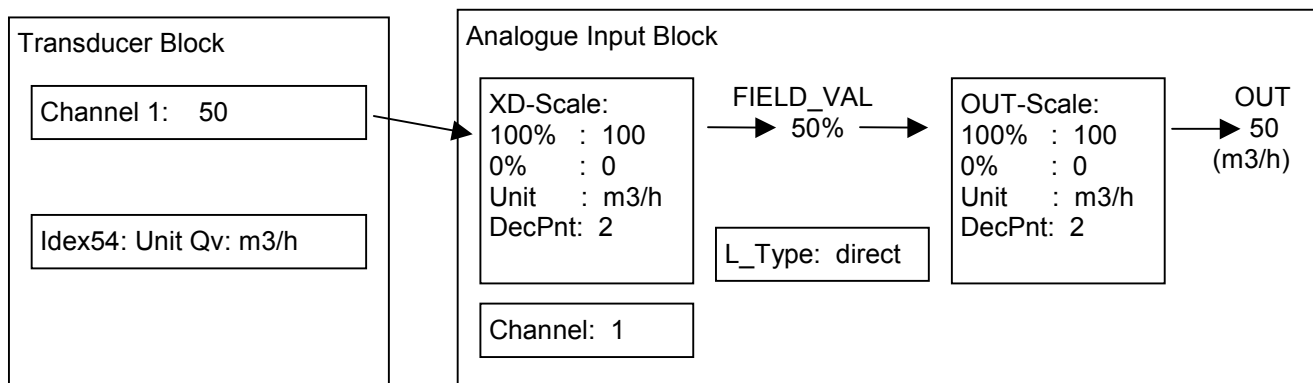 Transducer Block
Channel 1: 50
Idex54: Unit Qv: m3/h
Analogue Input Block
XD-Scale:
100% : 100
0% : 0
Unit : m3/h
DecPnt: 2
Channel: 1
FIELD_VAL
50%
L_Type: direct
OUT-Scale:
100% : 100
0% : 0
Unit : m3/h
DecPnt: 2
OUT
50
(m3/h)